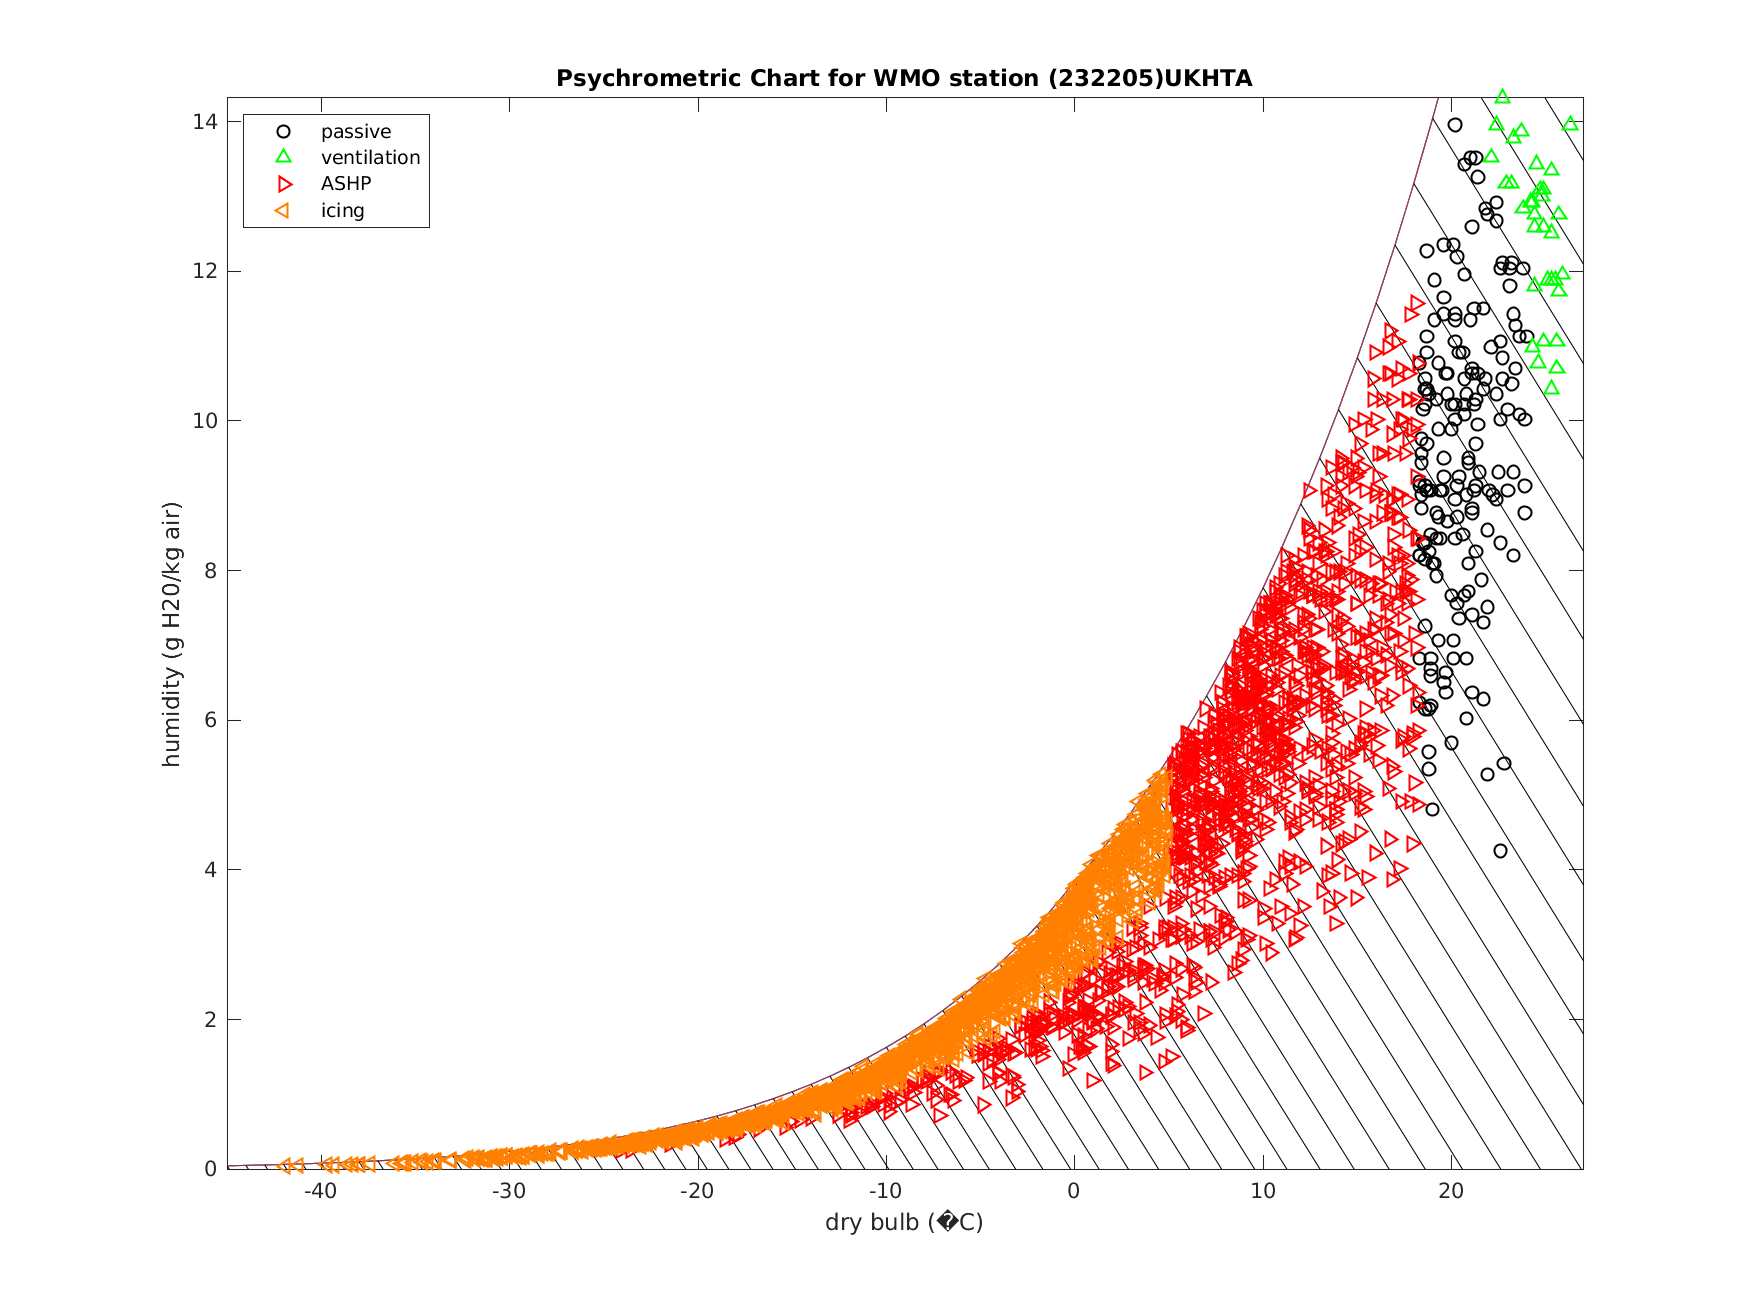 Psychrometric Chart for WMO station (232205)UKHTA
passive
ventilation
ASHP
icing
14
12
10
8
6
4
2
0
humidity (g H20/kg air)
-40 -30 -20 -10 0 10 20
dry bulb (�C)